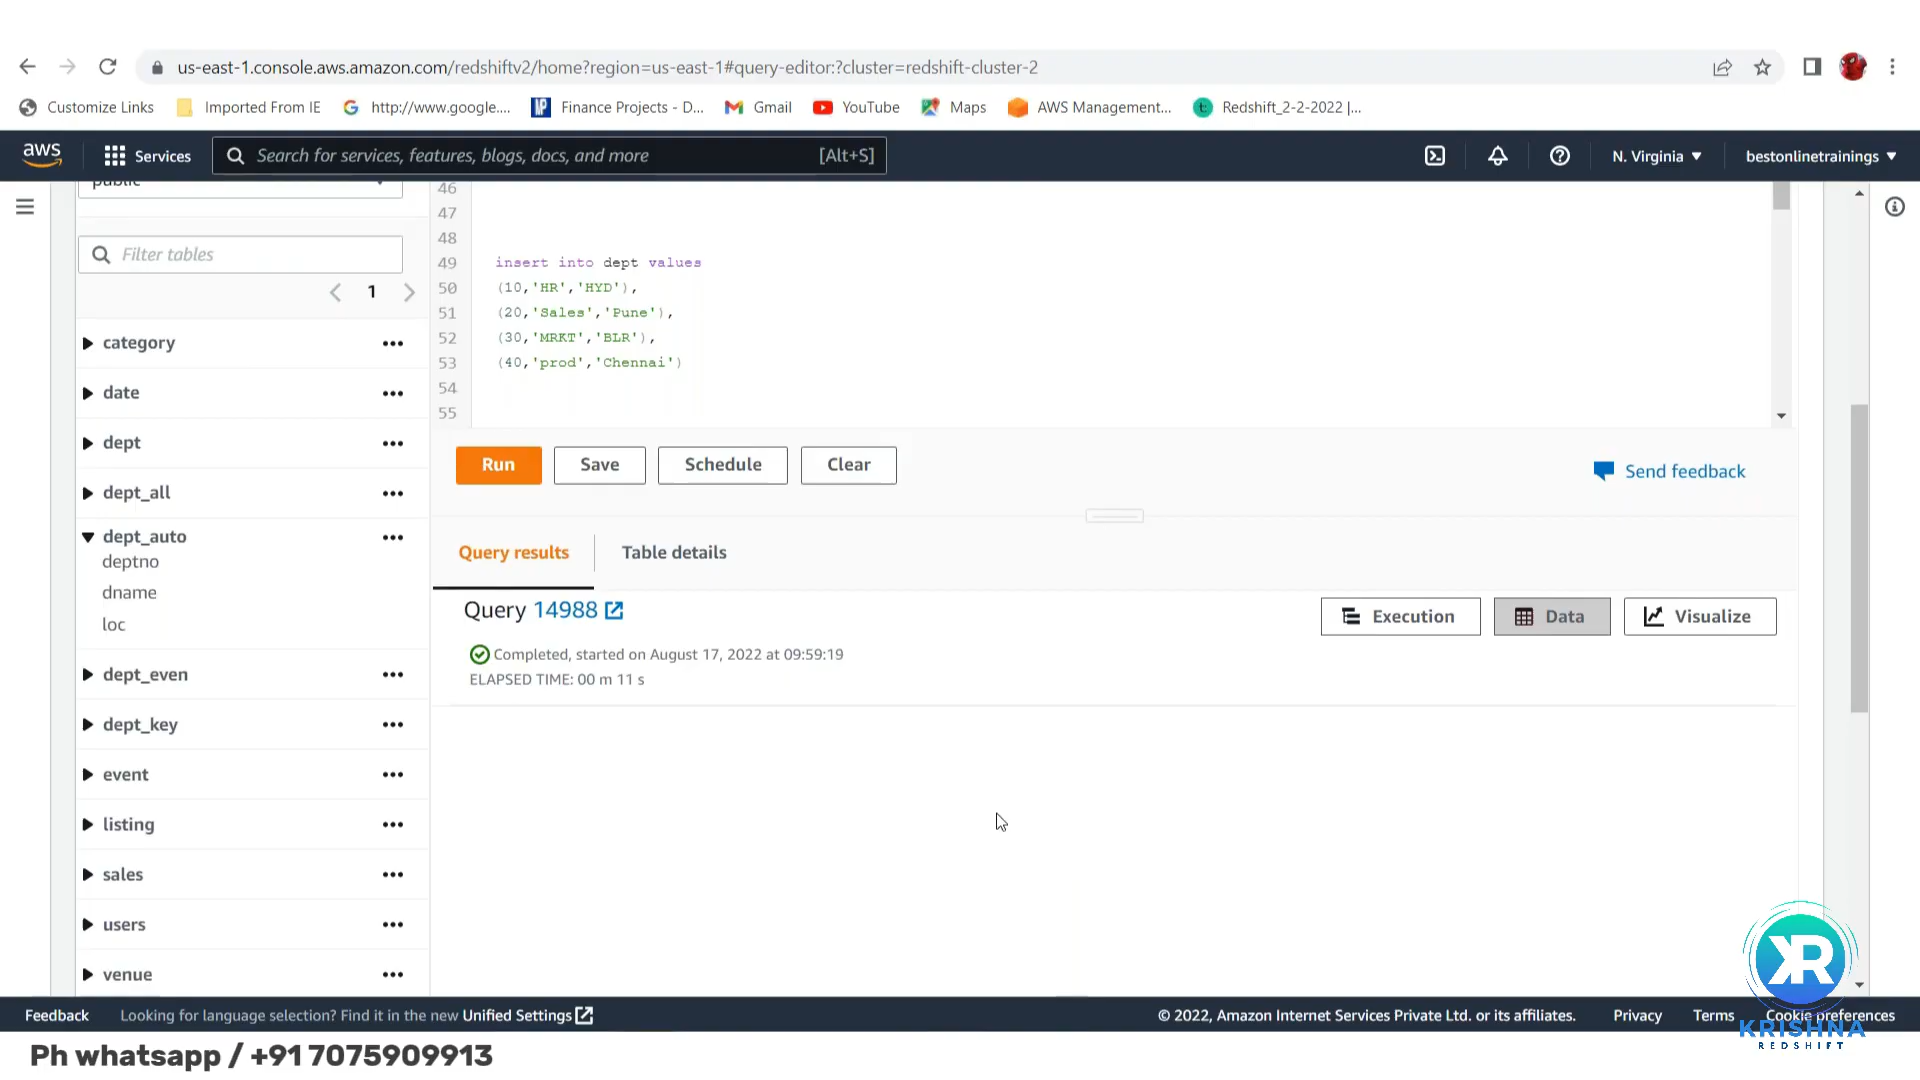 us-east-1.console.aws.amazon.com/redshiftv2/home?region=us-east-1#query-editor:?cluster=redshift-cluster-2
Customize Links
Imported From IE
http://www.google....
Finance Projects - D...
Gmail
YouTube
Maps
AWS Management...
Redshift_2-2-2022 |...
aws
Services
Search for services, features, blogs, docs, and more
[Alt+S]
N. Virginia
bestonlinetrainings
public
Filter tables
1
category
date
dept
dept_all
dept_auto
deptno
dname
loc
dept_even
dept_key
event
listing
sales
users
venue
46
47
48
49 insert into dept values
50 (10,'HR','HYD'),
51 (20,'Sales','Pune'),
52 (30,'MRKT','BLR'),
53 (40,'prod','Chennai')
54
55
Run
Save
Schedule
Clear
Send feedback
Query results
Table details
Query 14988
Execution
Data
Visualize
Completed, started on August 17, 2022 at 09:59:19
ELAPSED TIME: 00 m 11 s
Feedback
Looking for language selection? Find it in the new Unified Settings
© 2022, Amazon Internet Services Private Ltd. or its affiliates.
Privacy
Terms
Cookie preferences
KR
KRISHNA
REDSHIFT
Ph whatsapp / +91 7075909913